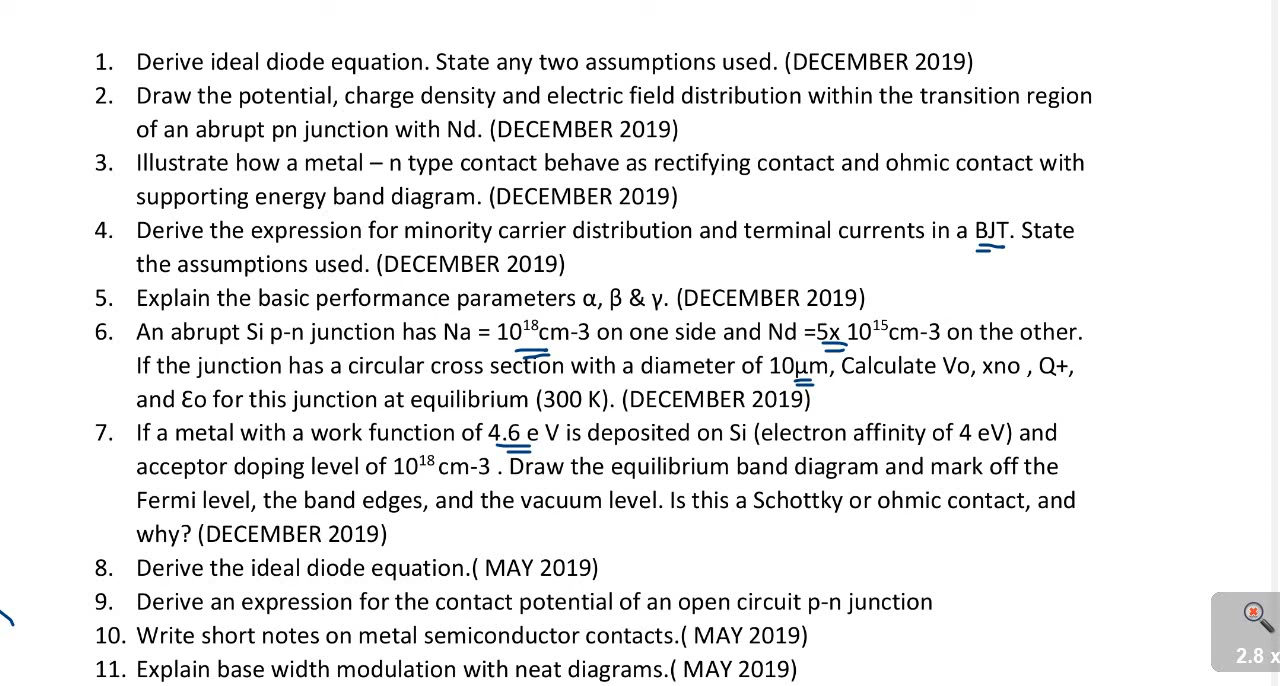 1. Derive ideal diode equation. State any two assumptions used. (DECEMBER 2019)
2. Draw the potential, charge density and electric field distribution within the transition region
of an abrupt pn junction with Nd. (DECEMBER 2019)
3. Illustrate how a metal – n type contact behave as rectifying contact and ohmic contact with
supporting energy band diagram. (DECEMBER 2019)
4. Derive the expression for minority carrier distribution and terminal currents in a BJT. State
the assumptions used. (DECEMBER 2019)
5. Explain the basic performance parameters α, β & γ. (DECEMBER 2019)
6. An abrupt Si p-n junction has Na = 10¹⁸cm-3 on one side and Nd =5x 10¹⁵cm-3 on the other.
If the junction has a circular cross section with a diameter of 10μm, Calculate Vo, xno , Q+,
and Ɛo for this junction at equilibrium (300 K). (DECEMBER 2019)
7. If a metal with a work function of 4.6 e V is deposited on Si (electron affinity of 4 eV) and
acceptor doping level of 10¹⁸ cm-3 . Draw the equilibrium band diagram and mark off the
Fermi level, the band edges, and the vacuum level. Is this a Schottky or ohmic contact, and
why? (DECEMBER 2019)
8. Derive the ideal diode equation.( MAY 2019)
9. Derive an expression for the contact potential of an open circuit p-n junction
10. Write short notes on metal semiconductor contacts.( MAY 2019)
11. Explain base width modulation with neat diagrams.( MAY 2019)
2.8 x